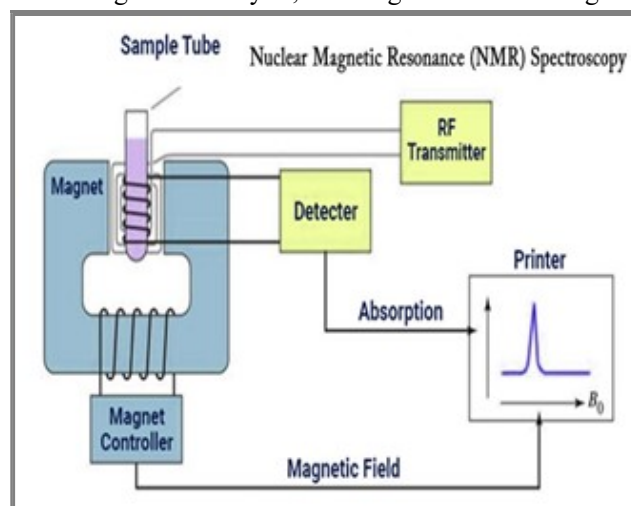 Sample Tube
Nuclear Magnetic Resonance (NMR) Spectroscopy
RF
Transmitter
Magnet
Detecter
Printer
Absorption
B0
Magnet
Controller
Magnetic Field